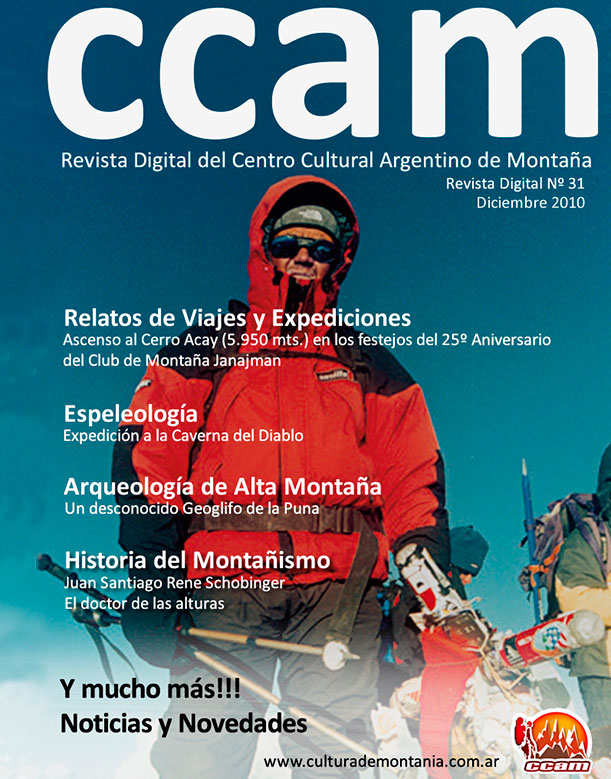 ccam
Revista Digital del Centro Cultural Argentino de Montaña
Revista Digital Nº 31
Diciembre 2010
Relatos de Viajes y Expediciones
Ascenso al Cerro Acay (5.950 mts.) en los festejos del 25º Aniversario
del Club de Montaña Janajman
Espeleología
Expedición a la Caverna del Diablo
Arqueología de Alta Montaña
Un desconocido Geoglifo de la Puna
Historia del Montañismo
Juan Santiago Rene Schobinger
El doctor de las alturas
Y mucho más!!!
Noticias y Novedades
www.culturademontania.com.ar
ccam